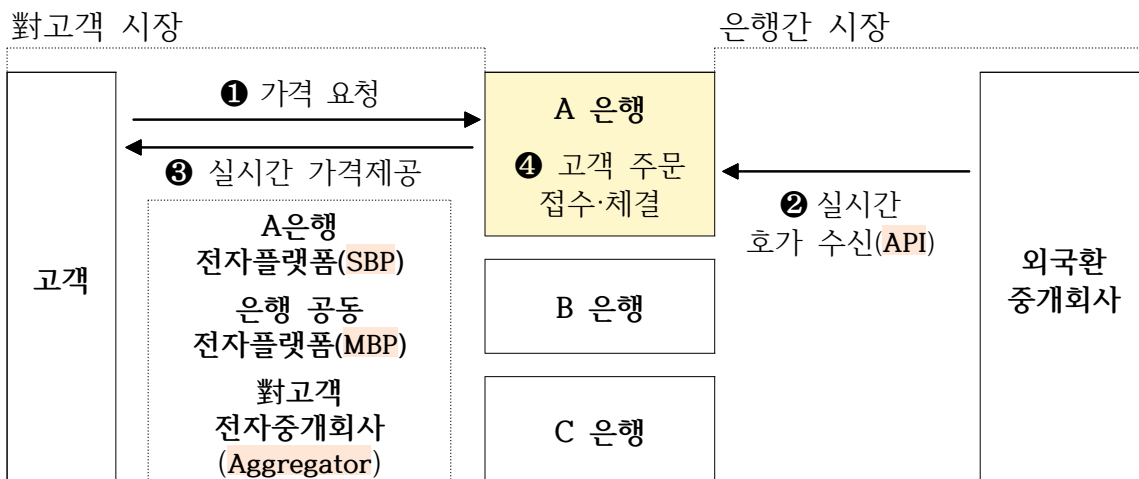 對고객 시장
은행간 시장
❶ 가격 요청
❸ 실시간 가격제공
고객
A은행
전자플랫폼(SBP)
은행 공동
전자플랫폼(MBP)
對고객
전자중개회사
(Aggregator)
A 은행
❹ 고객 주문
접수·체결
B 은행
C 은행
❷ 실시간
호가 수신(API)
외국환
중개회사